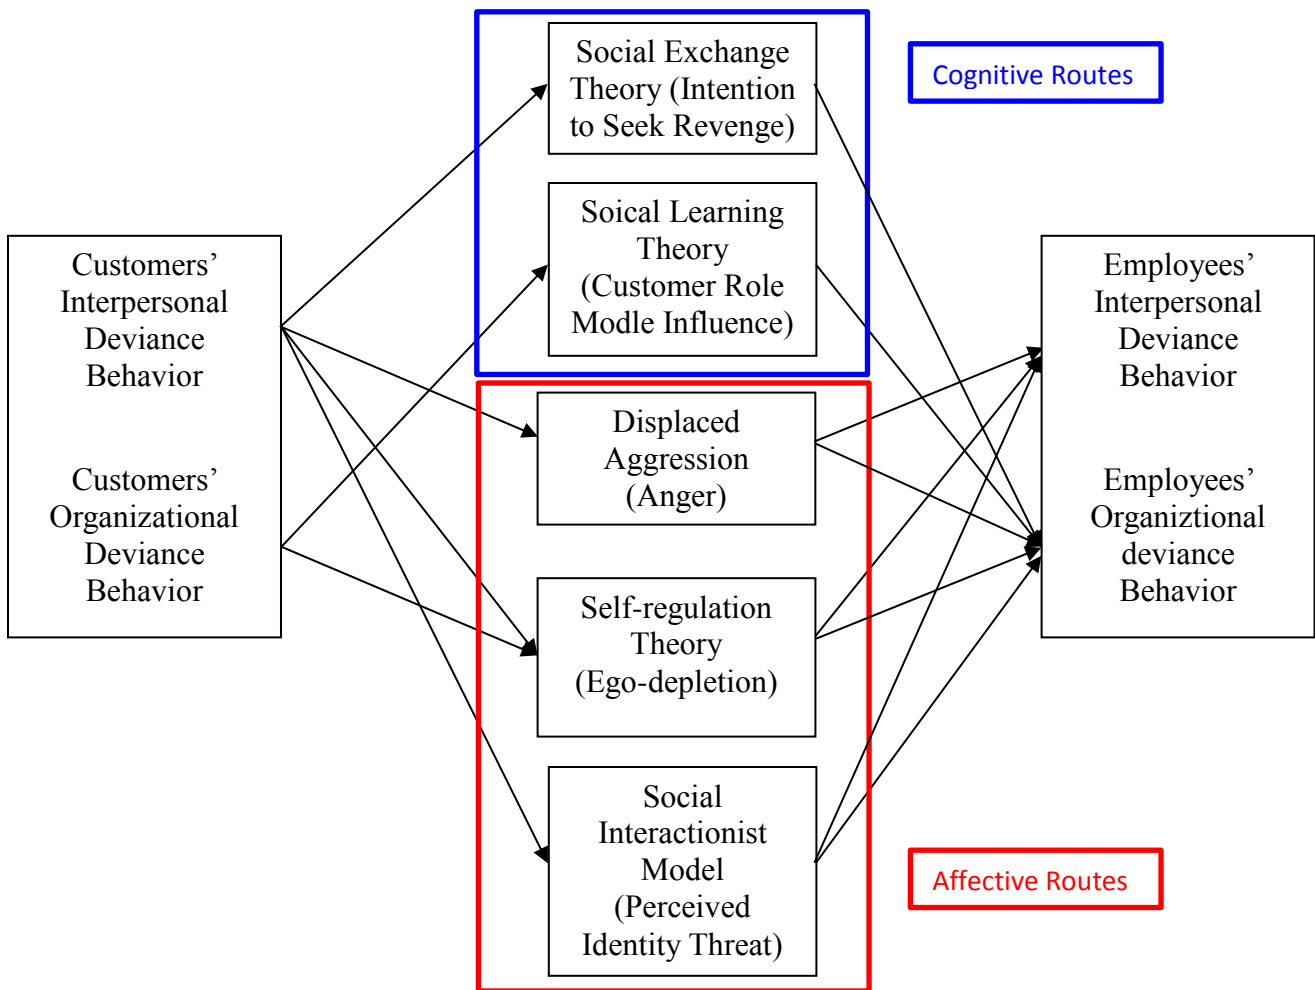 Social Exchange
Theory (Intention
to Seek Revenge)
Cognitive Routes
Soical Learning
Theory
(Customer Role
Modle Influence)
Customers’
Interpersonal
Deviance
Behavior
Customers’
Organizational
Deviance
Behavior
Displaced
Aggression
(Anger)
Self-regulation
Theory
(Ego-depletion)
Social
Interactionist
Model
(Perceived
Identity Threat)
Employees’
Interpersonal
Deviance
Behavior
Employees’
Organiztional
deviance
Behavior
Affective Routes